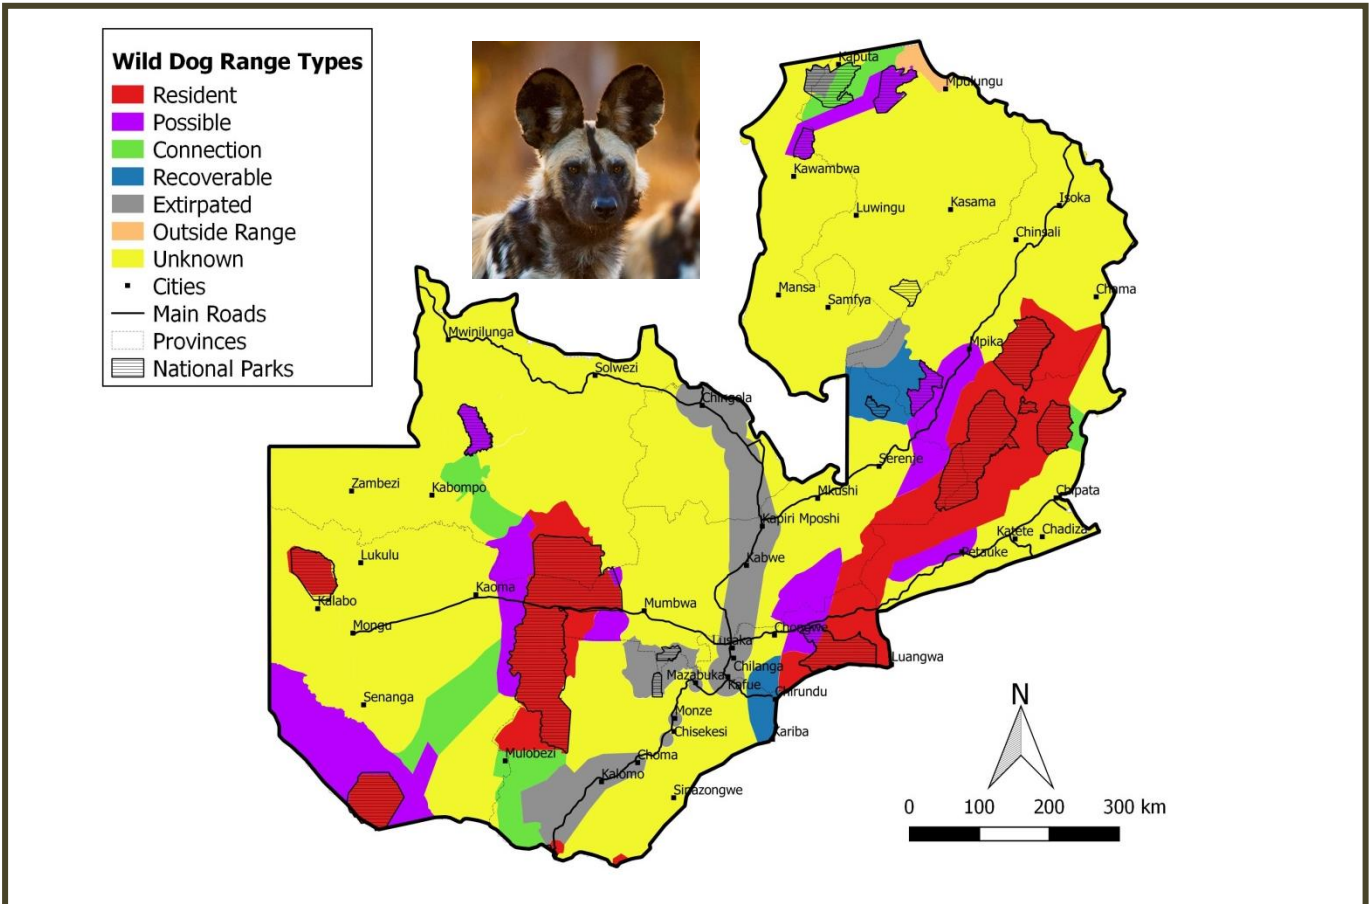 Wild Dog Range Types
Resident
Possible
Connection
Recoverable
Extirpated
Outside Range
Unknown
Cities
Main Roads
Provinces
National Parks
Kaputa
Mpulungu
Kawambwa
Luwingu
Kasama
Isoka
Chinsali
Mansa
Samfya
Chama
Mwinilunga
Mpika
Solwezi
Chingola
Serenje
Zambezi
Kabompo
Mkushi
Chipata
Kapiri Mposhi
Katete
Chadiza
Lukulu
Petauke
Kabwe
Kaoma
Kalabo
Mumbwa
Mongu
Chongwe
Lusaka
Luangwa
Chilanga
Mazabuka
Kafue
Chirundu
Senanga
Monze
Chisekesi
Kariba
Mulobezi
Choma
Kalomo
Sinazongwe
N
0 100 200 300 km